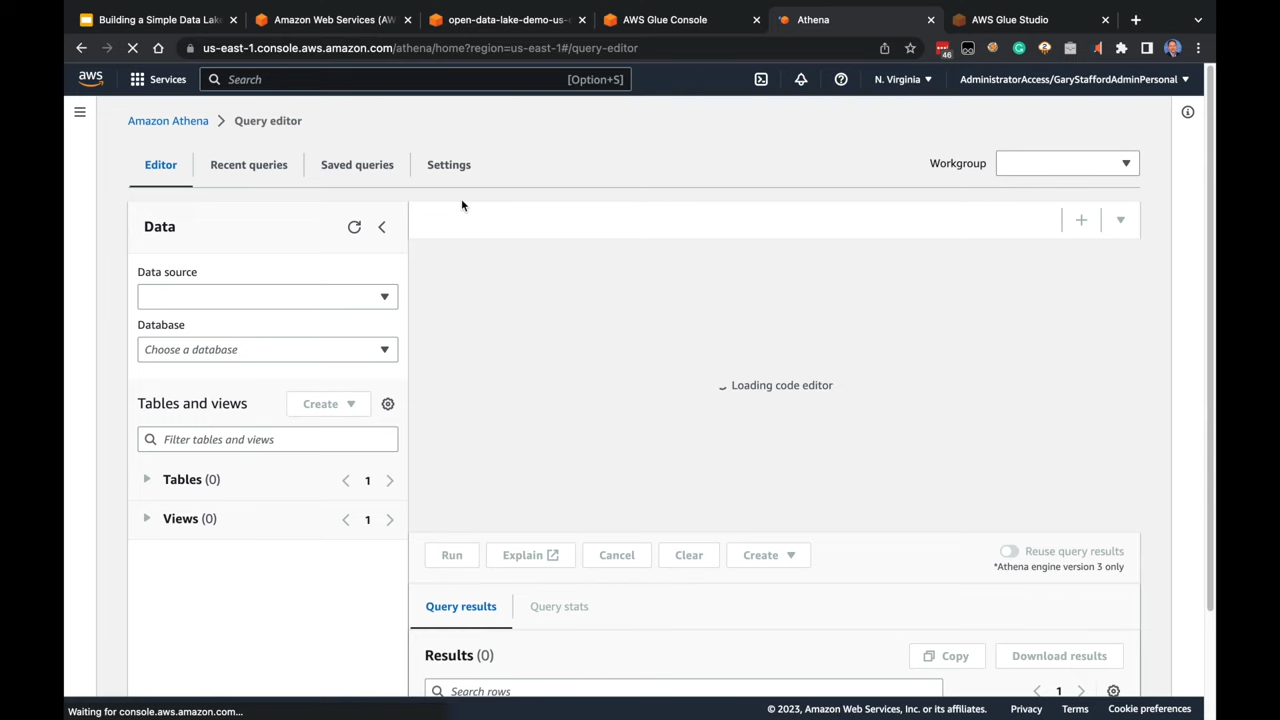 Building a Simple Data Lake
Amazon Web Services (AW
open-data-lake-demo-us-e
AWS Glue Console
Athena
AWS Glue Studio
us-east-1.console.aws.amazon.com/athena/home?region=us-east-1#/query-editor
46
aws
Services
Search
[Option+S]
N. Virginia
AdministratorAccess/GaryStaffordAdminPersonal
Amazon Athena
Query editor
Editor
Recent queries
Saved queries
Settings
Workgroup
Data
Data source
Database
Choose a database
Loading code editor
Tables and views
Create
Filter tables and views
Tables (0)
1
Views (0)
1
Run
Explain
Cancel
Clear
Create
Reuse query results
*Athena engine version 3 only
Query results
Query stats
Results (0)
Copy
Download results
Search rows
1
Waiting for console.aws.amazon.com...
© 2023, Amazon Web Services, Inc. or its affiliates.
Privacy
Terms
Cookie preferences